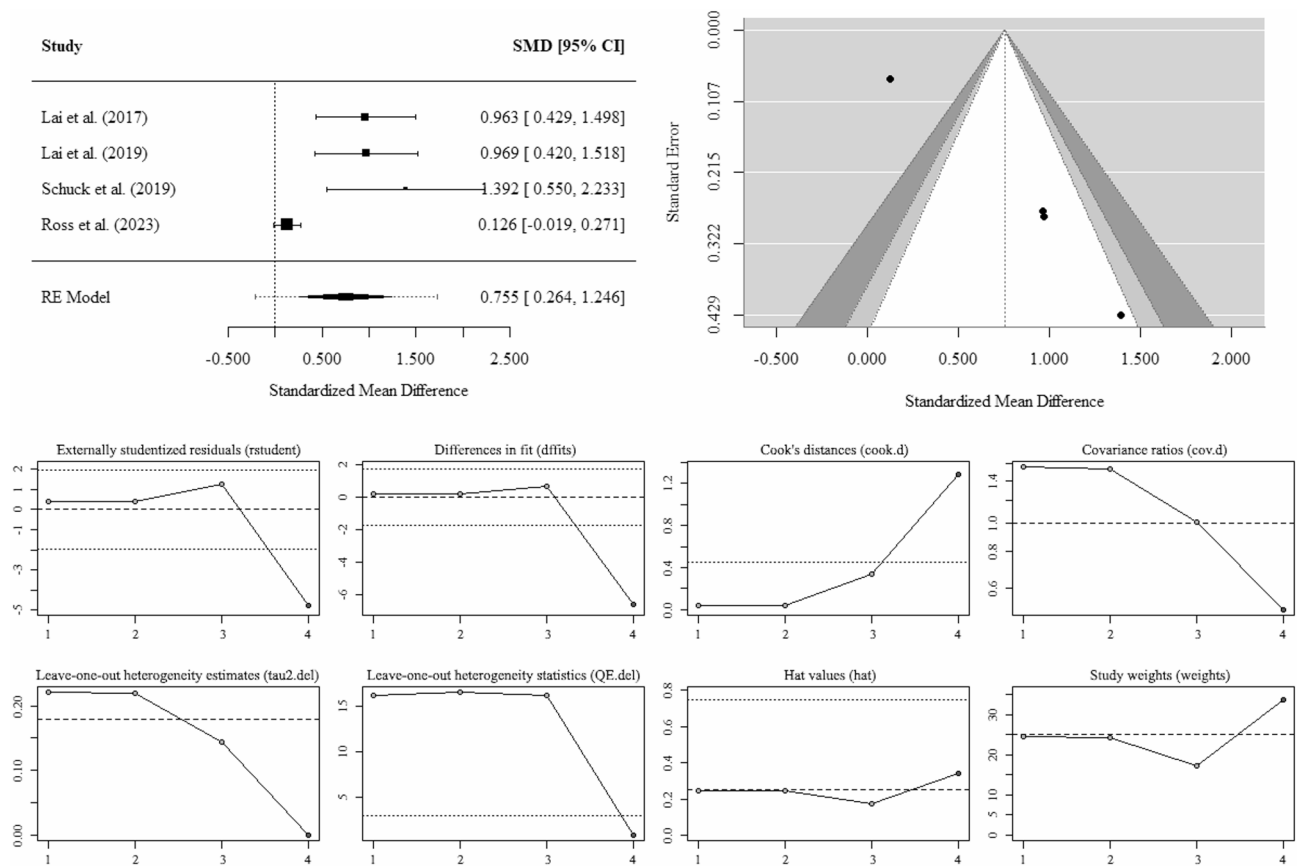 Study SMD [95% CI]
Lai et al. (2017) 0.963 [ 0.429, 1.498]
Lai et al. (2019) 0.969 [ 0.420, 1.518]
Schuck et al. (2019) 1.392 [ 0.550, 2.233]
Ross et al. (2023) 0.126 [-0.019, 0.271]
RE Model 0.755 [ 0.264, 1.246]
-0.500 0.500 1.500 2.500
Standardized Mean Difference
Standard Error
0.000
0.107
0.215
0.322
0.429
-0.500 0.000 0.500 1.000 1.500 2.000
Standardized Mean Difference
Externally studentized residuals (rstudent)
2
1
0
-1
-3
-5
1 2 3 4
Differences in fit (dffits)
2
0
-2
-4
-6
1 2 3 4
Cook's distances (cook.d)
1.2
0.8
0.4
0.0
1 2 3 4
Covariance ratios (cov.d)
1.4
1.0
0.8
0.6
1 2 3 4
Leave-one-out heterogeneity estimates (tau2.del)
0.20
0.10
0.00
1 2 3 4
Leave-one-out heterogeneity statistics (QE.del)
15
10
5
1 2 3 4
Hat values (hat)
0.8
0.6
0.4
0.2
0.0
1 2 3 4
Study weights (weights)
30
20
15
10
5
0
1 2 3 4